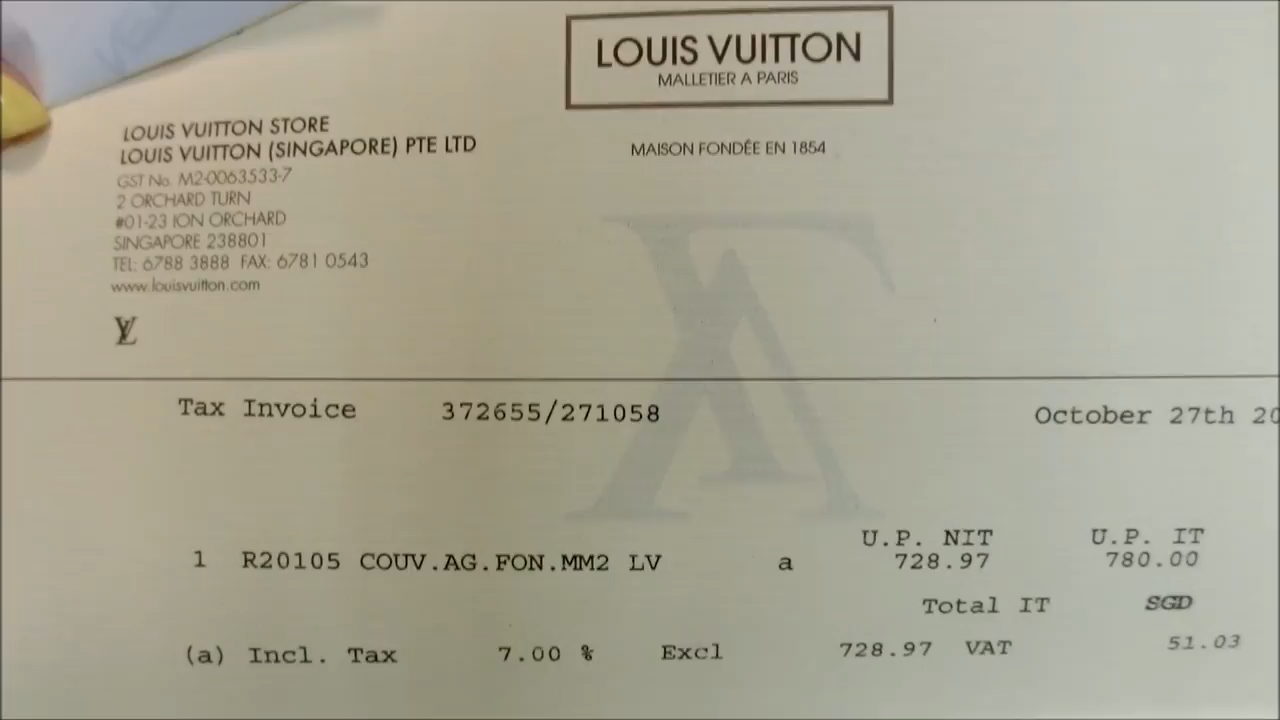 LOUIS VUITTON
MALLETIER A PARIS
MAISON FONDÉE EN 1854
LOUIS VUITTON STORE
LOUIS VUITTON (SINGAPORE) PTE LTD
GST No. M2-0063533-7
2 ORCHARD TURN
#01-23 ION ORCHARD
SINGAPORE 238801
TEL: 6788 3888 FAX: 6781 0543
www.louisvuitton.com
LV
Tax Invoice 372655/271058 October 27th 20
U.P. NIT U.P. IT
1 R20105 COUV.AG.FON.MM2 LV a 728.97 780.00
Total IT SGD
(a) Incl. Tax 7.00 % Excl 728.97 VAT 51.03